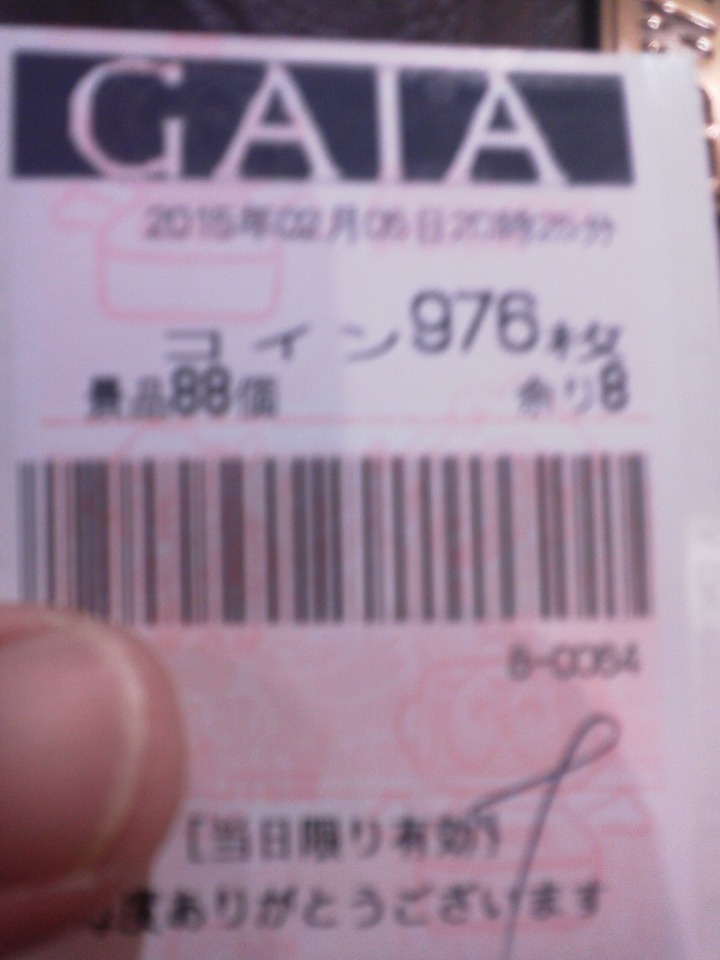 GAIA
2015年02月05日20時25分
コイン976枚
景品88個 余り8
8-0064
[当日限り有効]
度ありがとうございます